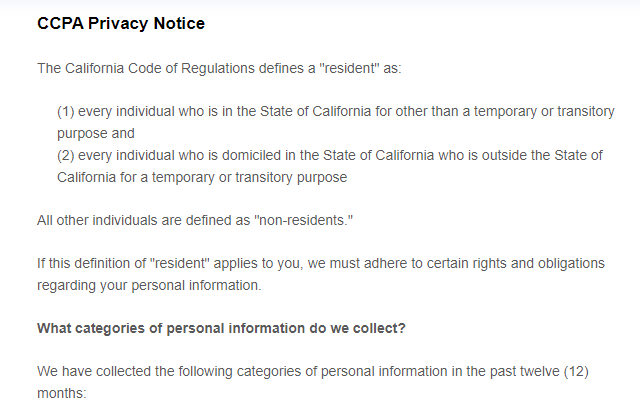 CCPA Privacy Notice
The California Code of Regulations defines a "resident" as:
(1) every individual who is in the State of California for other than a temporary or transitory
purpose and
(2) every individual who is domiciled in the State of California who is outside the State of
California for a temporary or transitory purpose
All other individuals are defined as "non-residents."
If this definition of "resident" applies to you, we must adhere to certain rights and obligations
regarding your personal information.
What categories of personal information do we collect?
We have collected the following categories of personal information in the past twelve (12)
months: